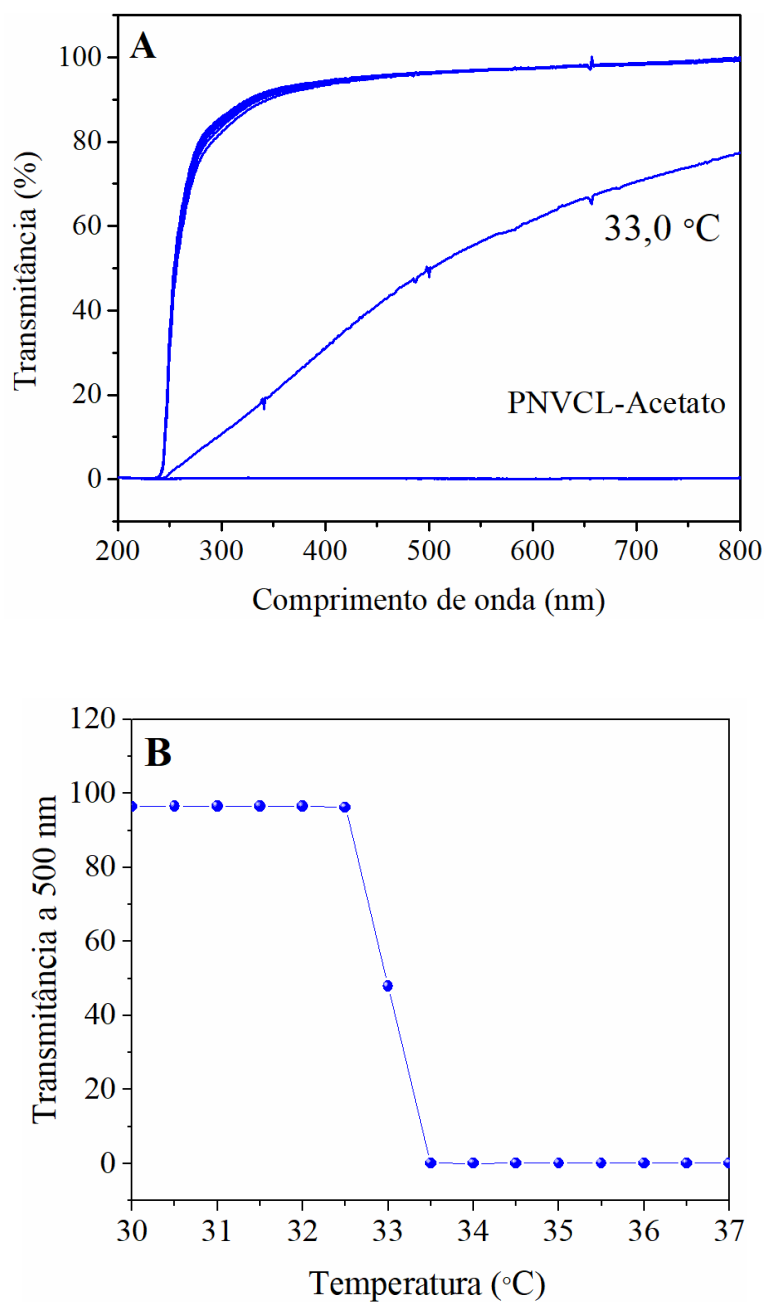 A
Transmitância (%)
100
80
60
40
20
0
33,0 °C
PNVCL-Acetato
200 300 400 500 600 700 800
Comprimento de onda (nm)
B
Transmitância a 500 nm
120
100
80
60
40
20
0
30 31 32 33 34 35 36 37
Temperatura (°C)